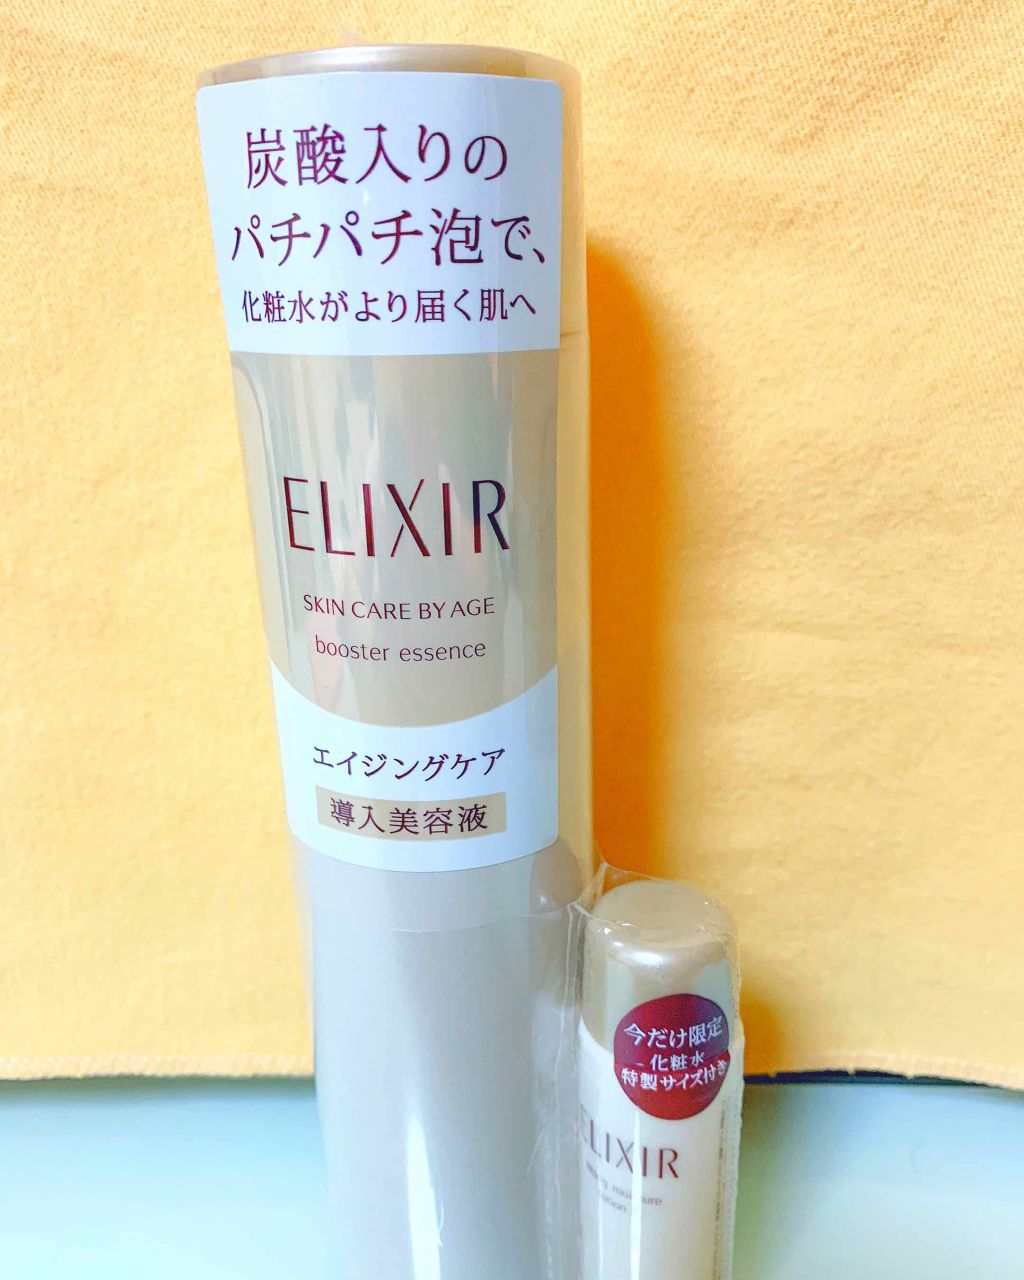 炭酸入りの
パチパチ泡で、
化粧水がより届く肌へ
ELIXIR
SKIN CARE BY AGE
booster essence
エイジングケア
導入美容液
今だけ限定
化粧水
特製サイズ付き
ELIXIR
moisture
lotion